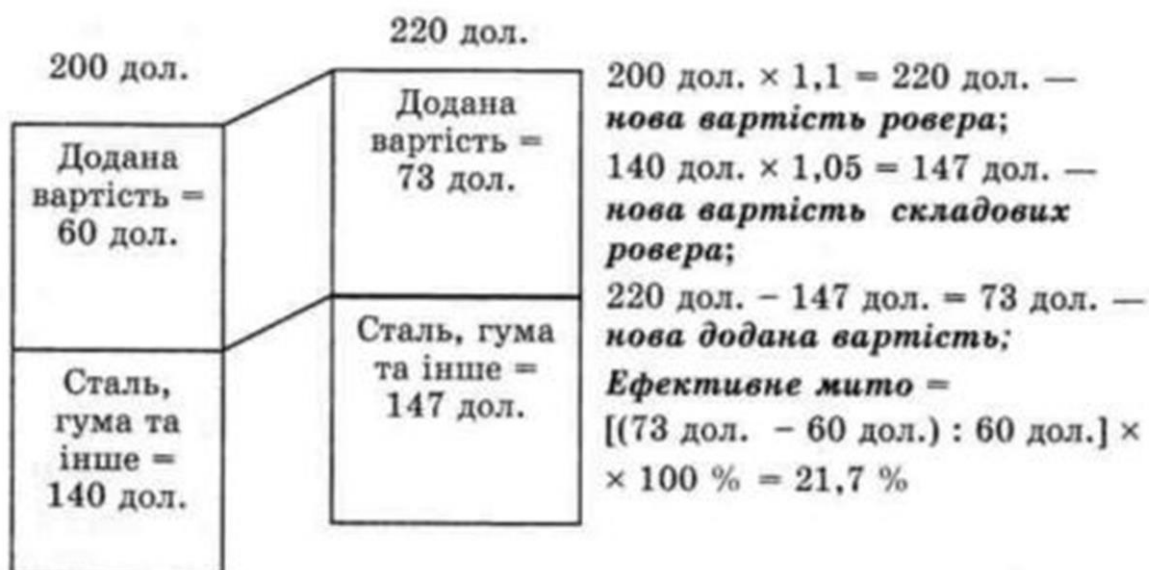 200 дол.
Додана
вартість =
60 дол.
Сталь,
гума та
інше =
140 дол.
220 дол.
Додана
вартість =
73 дол.
Сталь, гума
та інше =
147 дол.
200 дол. × 1,1 = 220 дол. —
нова вартість ровера;
140 дол. × 1,05 = 147 дол. —
нова вартість складових
ровера;
220 дол. – 147 дол. = 73 дол. —
нова додана вартість;
Ефективне мито =
[(73 дол. – 60 дол.) : 60 дол.] ×
× 100 % = 21,7 %